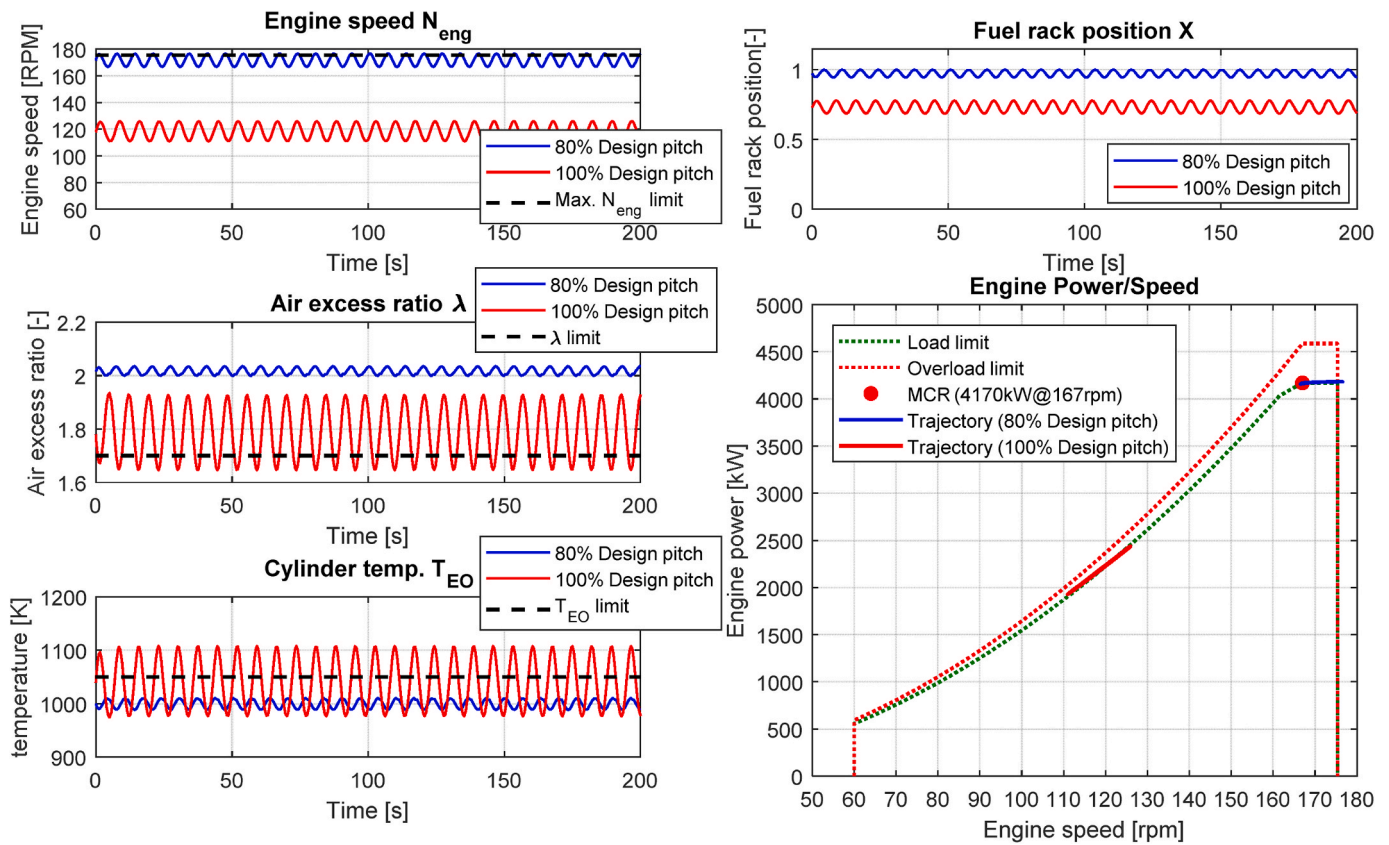 Engine speed N_eng
Engine speed [RPM]
180
160
140
120
100
80
60
0
50
100
150
200
Time [s]
80% Design pitch
100% Design pitch
Max. N_eng limit
Fuel rack position X
Fuel rack position[-]
1
0.5
0
0
50
100
150
200
Time [s]
80% Design pitch
100% Design pitch
Air excess ratio λ
Air excess ratio [-]
2.2
2
1.8
1.6
0
50
100
150
200
Time [s]
80% Design pitch
100% Design pitch
λ limit
Cylinder temp. T_EO
temperature [K]
1200
1100
1000
900
0
50
100
150
200
Time [s]
80% Design pitch
100% Design pitch
T_EO limit
Engine Power/Speed
Engine power [kW]
5000
4500
4000
3500
3000
2500
2000
1500
1000
500
0
50
60
70
80
90
100
110
120
130
140
150
160
170
180
Engine speed [rpm]
Load limit
Overload limit
MCR (4170kW@167rpm)
Trajectory (80% Design pitch)
Trajectory (100% Design pitch)